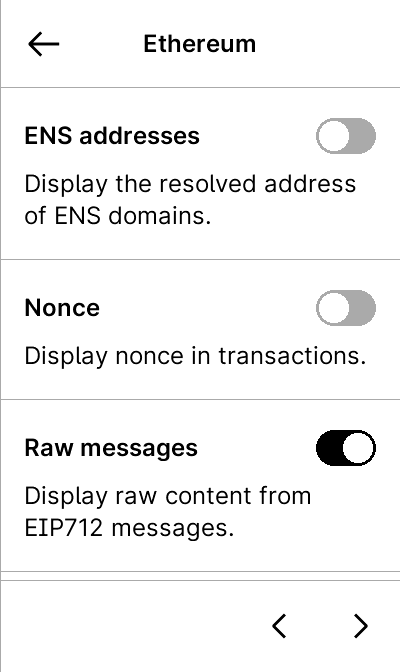 Ethereum
ENS addresses
Display the resolved address
of ENS domains.
Nonce
Display nonce in transactions.
Raw messages
Display raw content from
EIP712 messages.